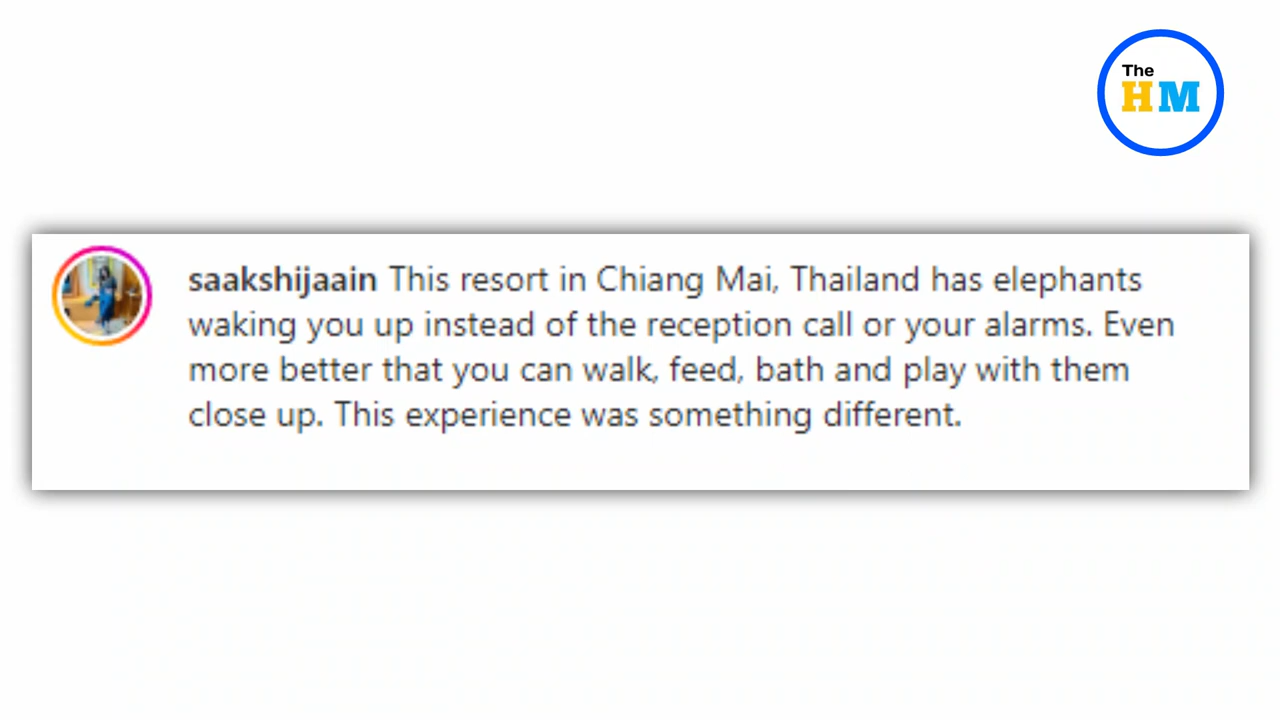 The
HM
saakshijaain This resort in Chiang Mai, Thailand has elephants
waking you up instead of the reception call or your alarms. Even
more better that you can walk, feed, bath and play with them
close up. This experience was something different.